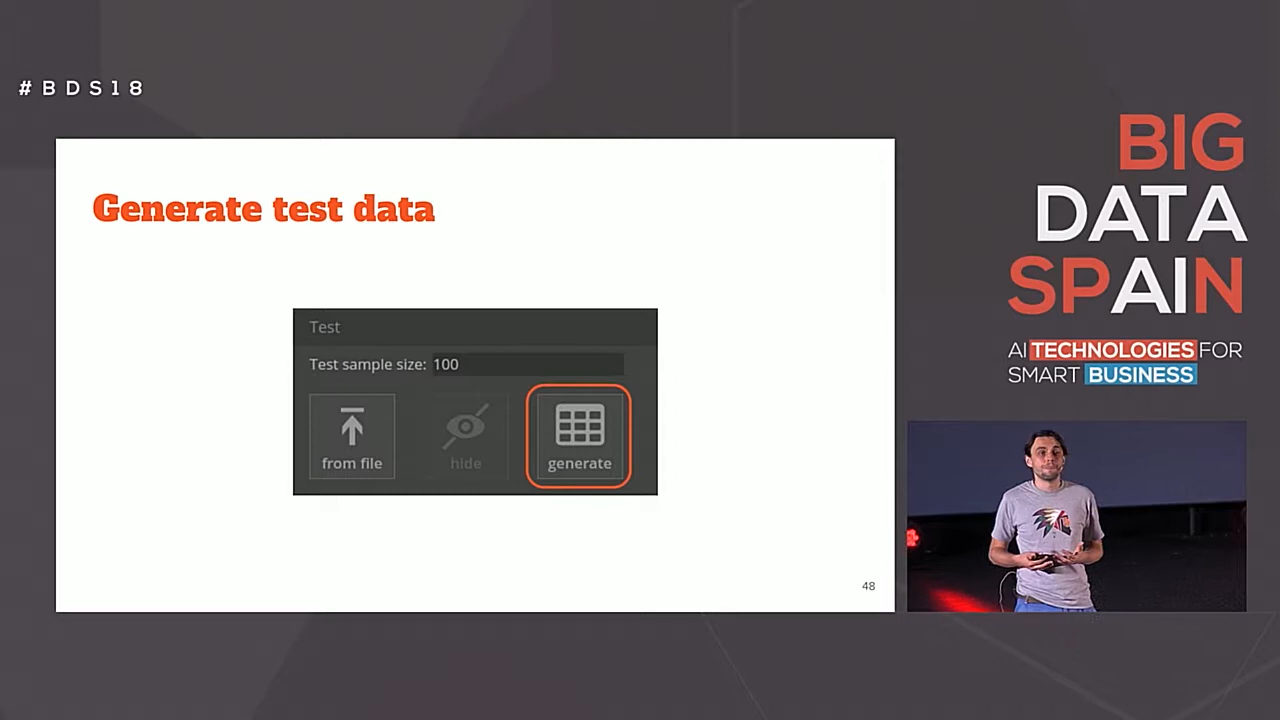 #BDS18
BIG
DATA
SPAIN
AI TECHNOLOGIES FOR
SMART BUSINESS
Generate test data
Test
Test sample size: 100
from file
hide
generate
48